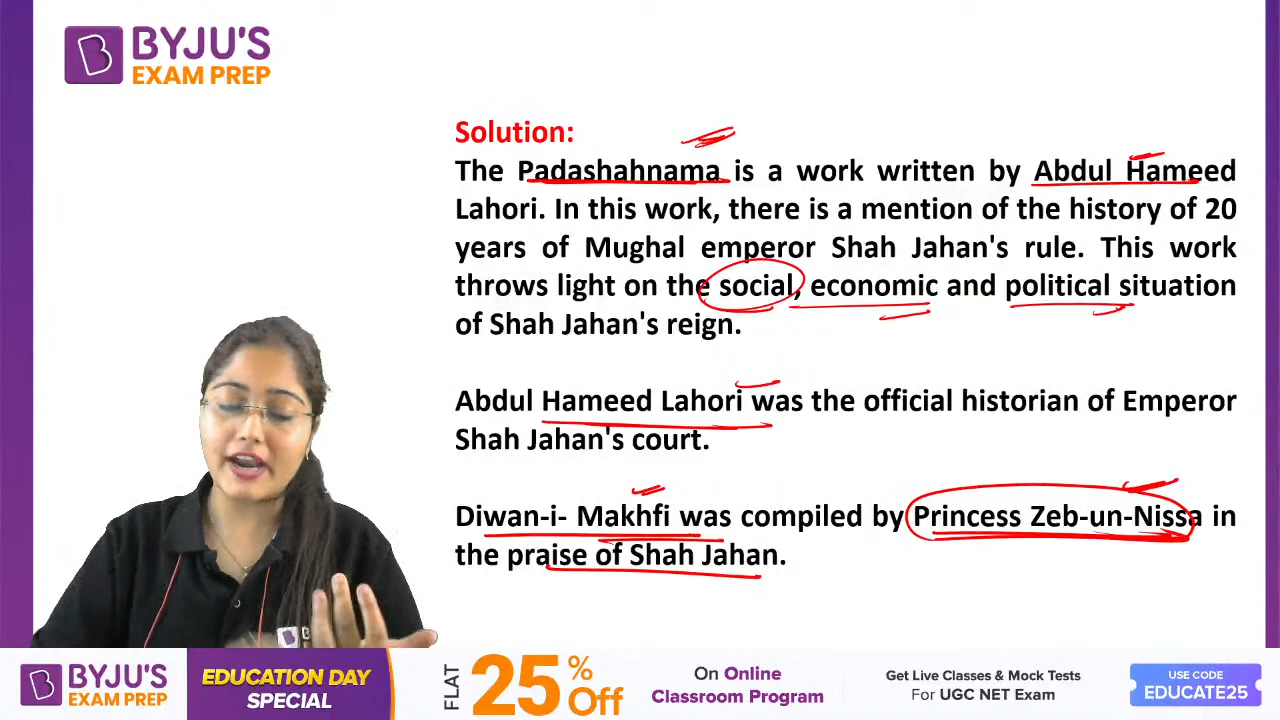 BYJU'S
EXAM PREP
Solution:
The Padashahnama is a work written by Abdul Hameed
Lahori. In this work, there is a mention of the history of 20
years of Mughal emperor Shah Jahan's rule. This work
throws light on the social, economic and political situation
of Shah Jahan's reign.
Abdul Hameed Lahori was the official historian of Emperor
Shah Jahan's court.
Diwan-i- Makhfi was compiled by Princess Zeb-un-Nissa in
the praise of Shah Jahan.
BYJU'S
EXAM PREP
EDUCATION DAY
SPECIAL
FLAT
25% Off
On Online
Classroom Program
Get Live Classes & Mock Tests
For UGC NET Exam
USE CODE
EDUCATE25